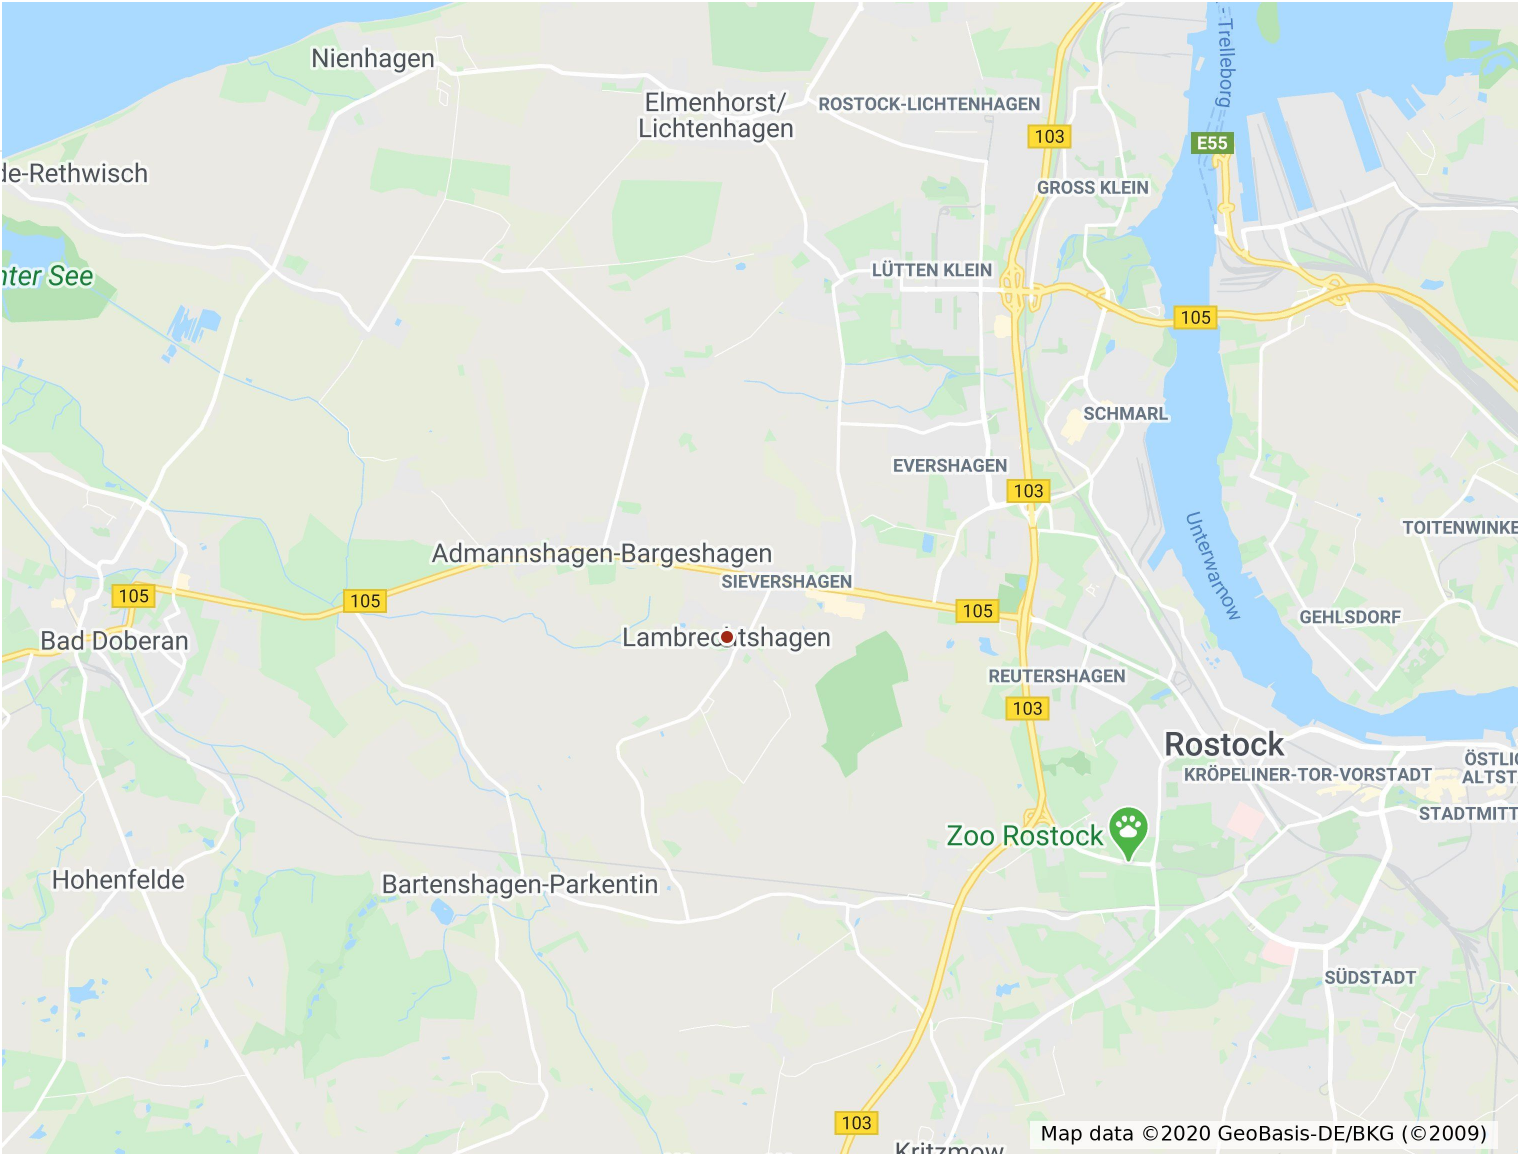 - Trelleborg
Nienhagen
Elmenhorst/
Lichtenhagen
ROSTOCK-LICHTENHAGEN
103
E55
de-Rethwisch
GROSS KLEIN
nter See
LÜTTEN KLEIN
105
SCHMARL
EVERSHAGEN
103
TOITENWINKE
Unterwarnow
Admannshagen-Bargeshagen
SIEVERSHAGEN
105
105
105
GEHLSDORF
Bad Doberan
Lambrechtshagen
REUTERSHAGEN
103
Rostock
KRÖPELINER-TOR-VORSTADT
ÖSTLIC
ALTST
STADTMITT
Zoo Rostock
Hohenfelde
Bartenshagen-Parkentin
SÜDSTADT
103
Kritzmow
Map data ©2020 GeoBasis-DE/BKG (©2009)